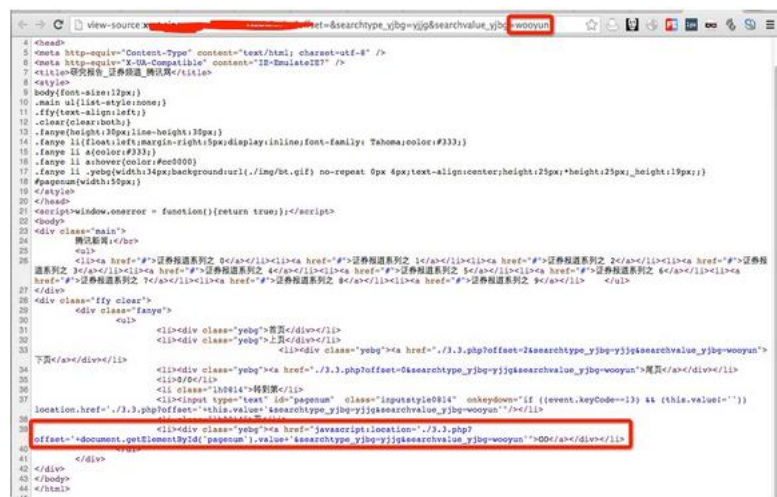 view-source:
offset=&searchtype_yjbg=yjjg&searchvalue_yjbg=wooyun
4 <head>
5 <meta http-equiv="Content-Type" content="text/html; charset=utf-8" />
6 <meta http-equiv="X-UA-Compatible" content="IE=EmulateIE7" />
7 <title>研究报告_证券频道_腾讯网</title>
8 <style>
9 body{font-size:12px;}
10 .main ul{list-style:none;}
11 .ffy{text-align:left;}
12 .clear{clear:both;}
13 .fanye{height:30px;line-height:30px;}
14 .fanye li{float:left;margin-right:5px;display:inline;font-family: Tahoma;color:#333;}
15 .fanye li a{color:#333;}
16 .fanye li a:hover{color:#cc0000}
17 .fanye li .yebg{width:34px;background:url(./img/bt.gif) no-repeat 0px 6px;text-align:center;height:25px;*height:25px;_height:19px;;}
18 #pagenum{width:50px;}
19 </style>
20 </head>
21 <script>window.onerror = function(){return true;};</script>
22 <body>
23 <div class="main">
24 腾讯新闻:</br>
25 <ul>
26 <li><a href="#">证券报道系列之 0</a></li><li><a href="#">证券报道系列之 1</a></li><li><a href="#">证券报道系列之 2</a></li><li><a href="#">证券报
道系列之 3</a></li><li><a href="#">证券报道系列之 4</a></li><li><a href="#">证券报道系列之 5</a></li><li><a href="#">证券报道系列之 6</a></li><li><a
href="#">证券报道系列之 7</a></li><li><a href="#">证券报道系列之 8</a></li><li><a href="#">证券报道系列之 9</a></li> </ul>
27 </div>
28 <div class="ffy clear">
29 <div class="fanye">
30 <ul>
31 <li><div class="yebg">首页</div></li>
32 <li><div class="yebg">上页</div></li>
33 <li><div class="yebg"><a href="./3.3.php?offset=2&searchtype_yjbg=yjjg&searchvalue_yjbg=wooyun">
下页</a></div></li>
34 <li><div class="yebg"><a href="./3.3.php?offset=0&searchtype_yjbg=yjjg&searchvalue_yjbg=wooyun">尾页</a></div></li>
35 <li>0/0</li>
36 <li class="lh0814">转到第</li>
37 <li><input type="text" id="pagenum" class="inputstyle0814" onkeydown="if ((event.keyCode==13) && (this.value!=''))
location.href='./3.3.php?offset='+this.value+'&searchtype_yjbg=yjjg&searchvalue_yjbg=wooyun'"/></li>
38
39 <li><div class="yebg"><a href="javascript:location='./3.3.php?
offset='+document.getElementById('pagenum').value+'&searchtype_yjbg=yjjg&searchvalue_yjbg=wooyun'">GO</a></div></li>
40 </ul>
41 </div>
42 </div>
43 </body>
44 </html>